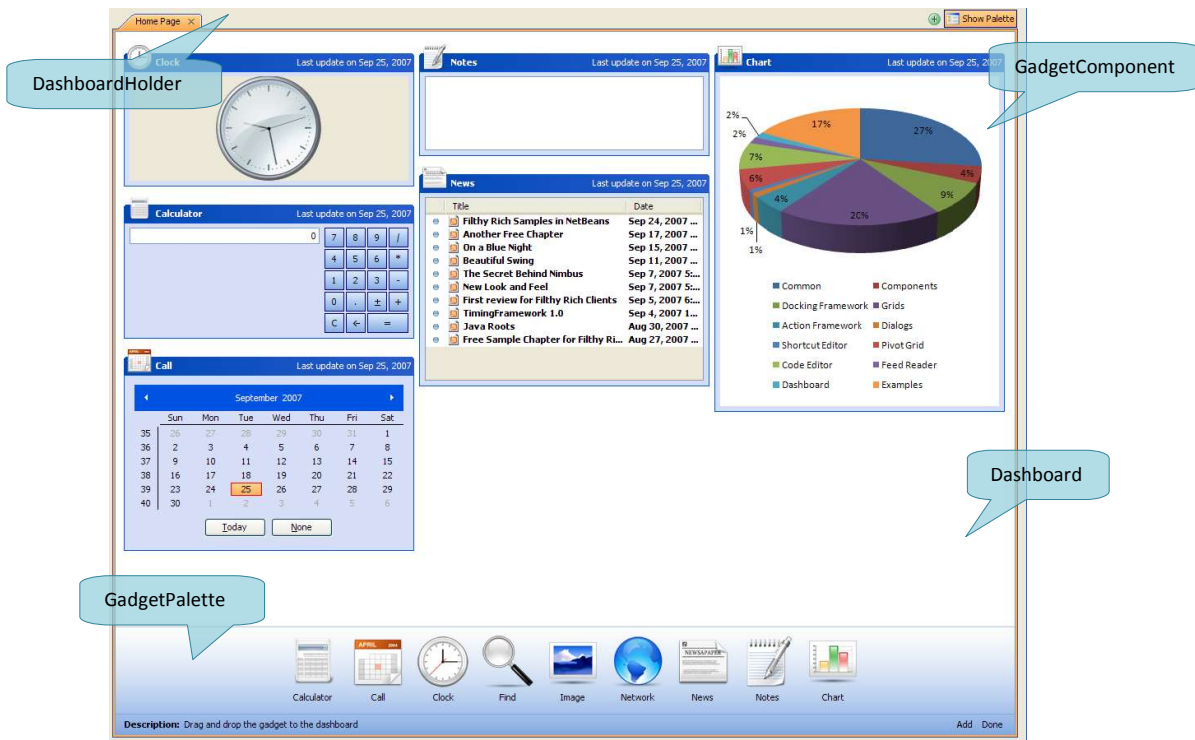 Home Page
Show Palette
DashboardHolder
GadgetComponent
Clock Last update on Sep 25, 2007
Calculator Last update on Sep 25, 2007
0 7 8 9 /
4 5 6 *
1 2 3 -
0 . ± +
C ← =
Call Last update on Sep 25, 2007
September 2007
Sun Mon Tue Wed Thu Fri Sat
35 26 27 28 29 30 31 1
36 2 3 4 5 6 7 8
37 9 10 11 12 13 14 15
38 16 17 18 19 20 21 22
39 23 24 25 26 27 28 29
40 30 1 2 3 4 5 6
Today None
Notes Last update on Sep 25, 2007
News Last update on Sep 25, 2007
Title Date
Filthy Rich Samples in NetBeans Sep 24, 2007 ...
Another Free Chapter Sep 17, 2007 ...
On a Blue Night Sep 15, 2007 ...
Beautiful Swing Sep 11, 2007 ...
The Secret Behind Nimbus Sep 7, 2007 5:...
New Look and Feel Sep 7, 2007 5:...
First review for Filthy Rich Clients Sep 5, 2007 6:...
TimingFramework 1.0 Sep 4, 2007 1...
Java Roots Aug 30, 2007 ...
Free Sample Chapter for Filthy Ri... Aug 27, 2007 ...
Chart Last update on Sep 25, 2007
2%
2%
17%
27%
7%
4%
6%
9%
4%
20%
1%
1%
Common Components
Docking Framework Grids
Action Framework Dialogs
Shortcut Editor Pivot Grid
Code Editor Feed Reader
Dashboard Examples
Dashboard
GadgetPalette
APRIL
NEWSAPAPER
Calculator Call Clock Find Image Network News Notes Chart
Description: Drag and drop the gadget to the dashboard
Add Done